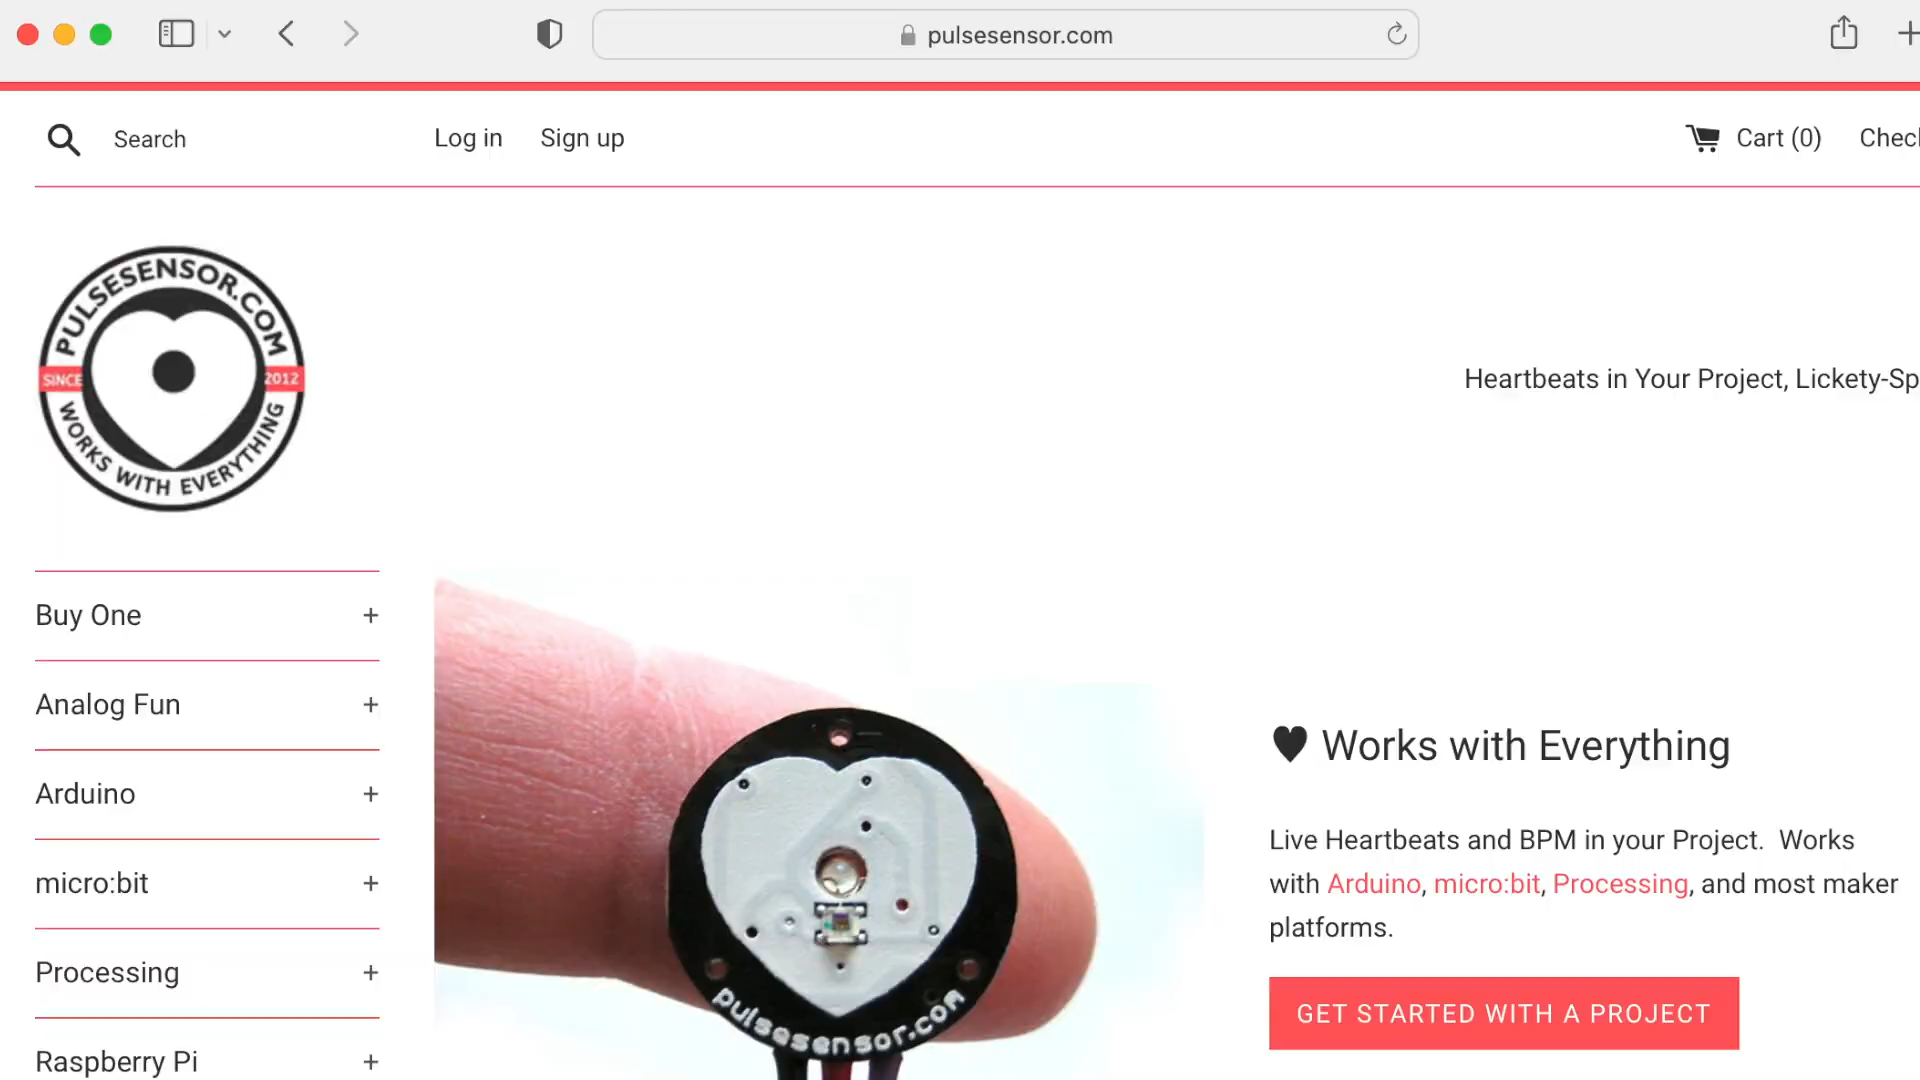 pulsesensor.com
Search
Log in
Sign up
Cart (0)
PULSESENSOR.COM
SINCE
2012
WORKS WITH EVERYTHING
Heartbeats in Your Project, Lickety-Sp
Buy One
Analog Fun
Arduino
micro:bit
Processing
Raspberry Pi
pulsesensor.com
Works with Everything
Live Heartbeats and BPM in your Project. Works
with Arduino, micro:bit, Processing, and most maker
platforms.
GET STARTED WITH A PROJECT